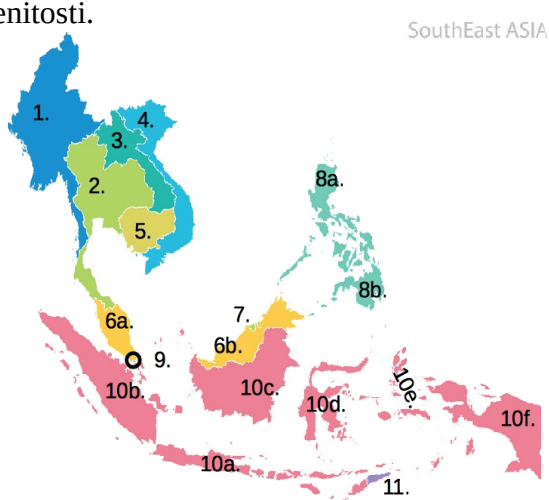 enitosti.
SouthEast ASIA
1.
4.
3.
2.
8a.
5.
8b.
7.
6a.
6b.
9.
10e.
10b.
10c.
10d.
10f.
10a.
11.